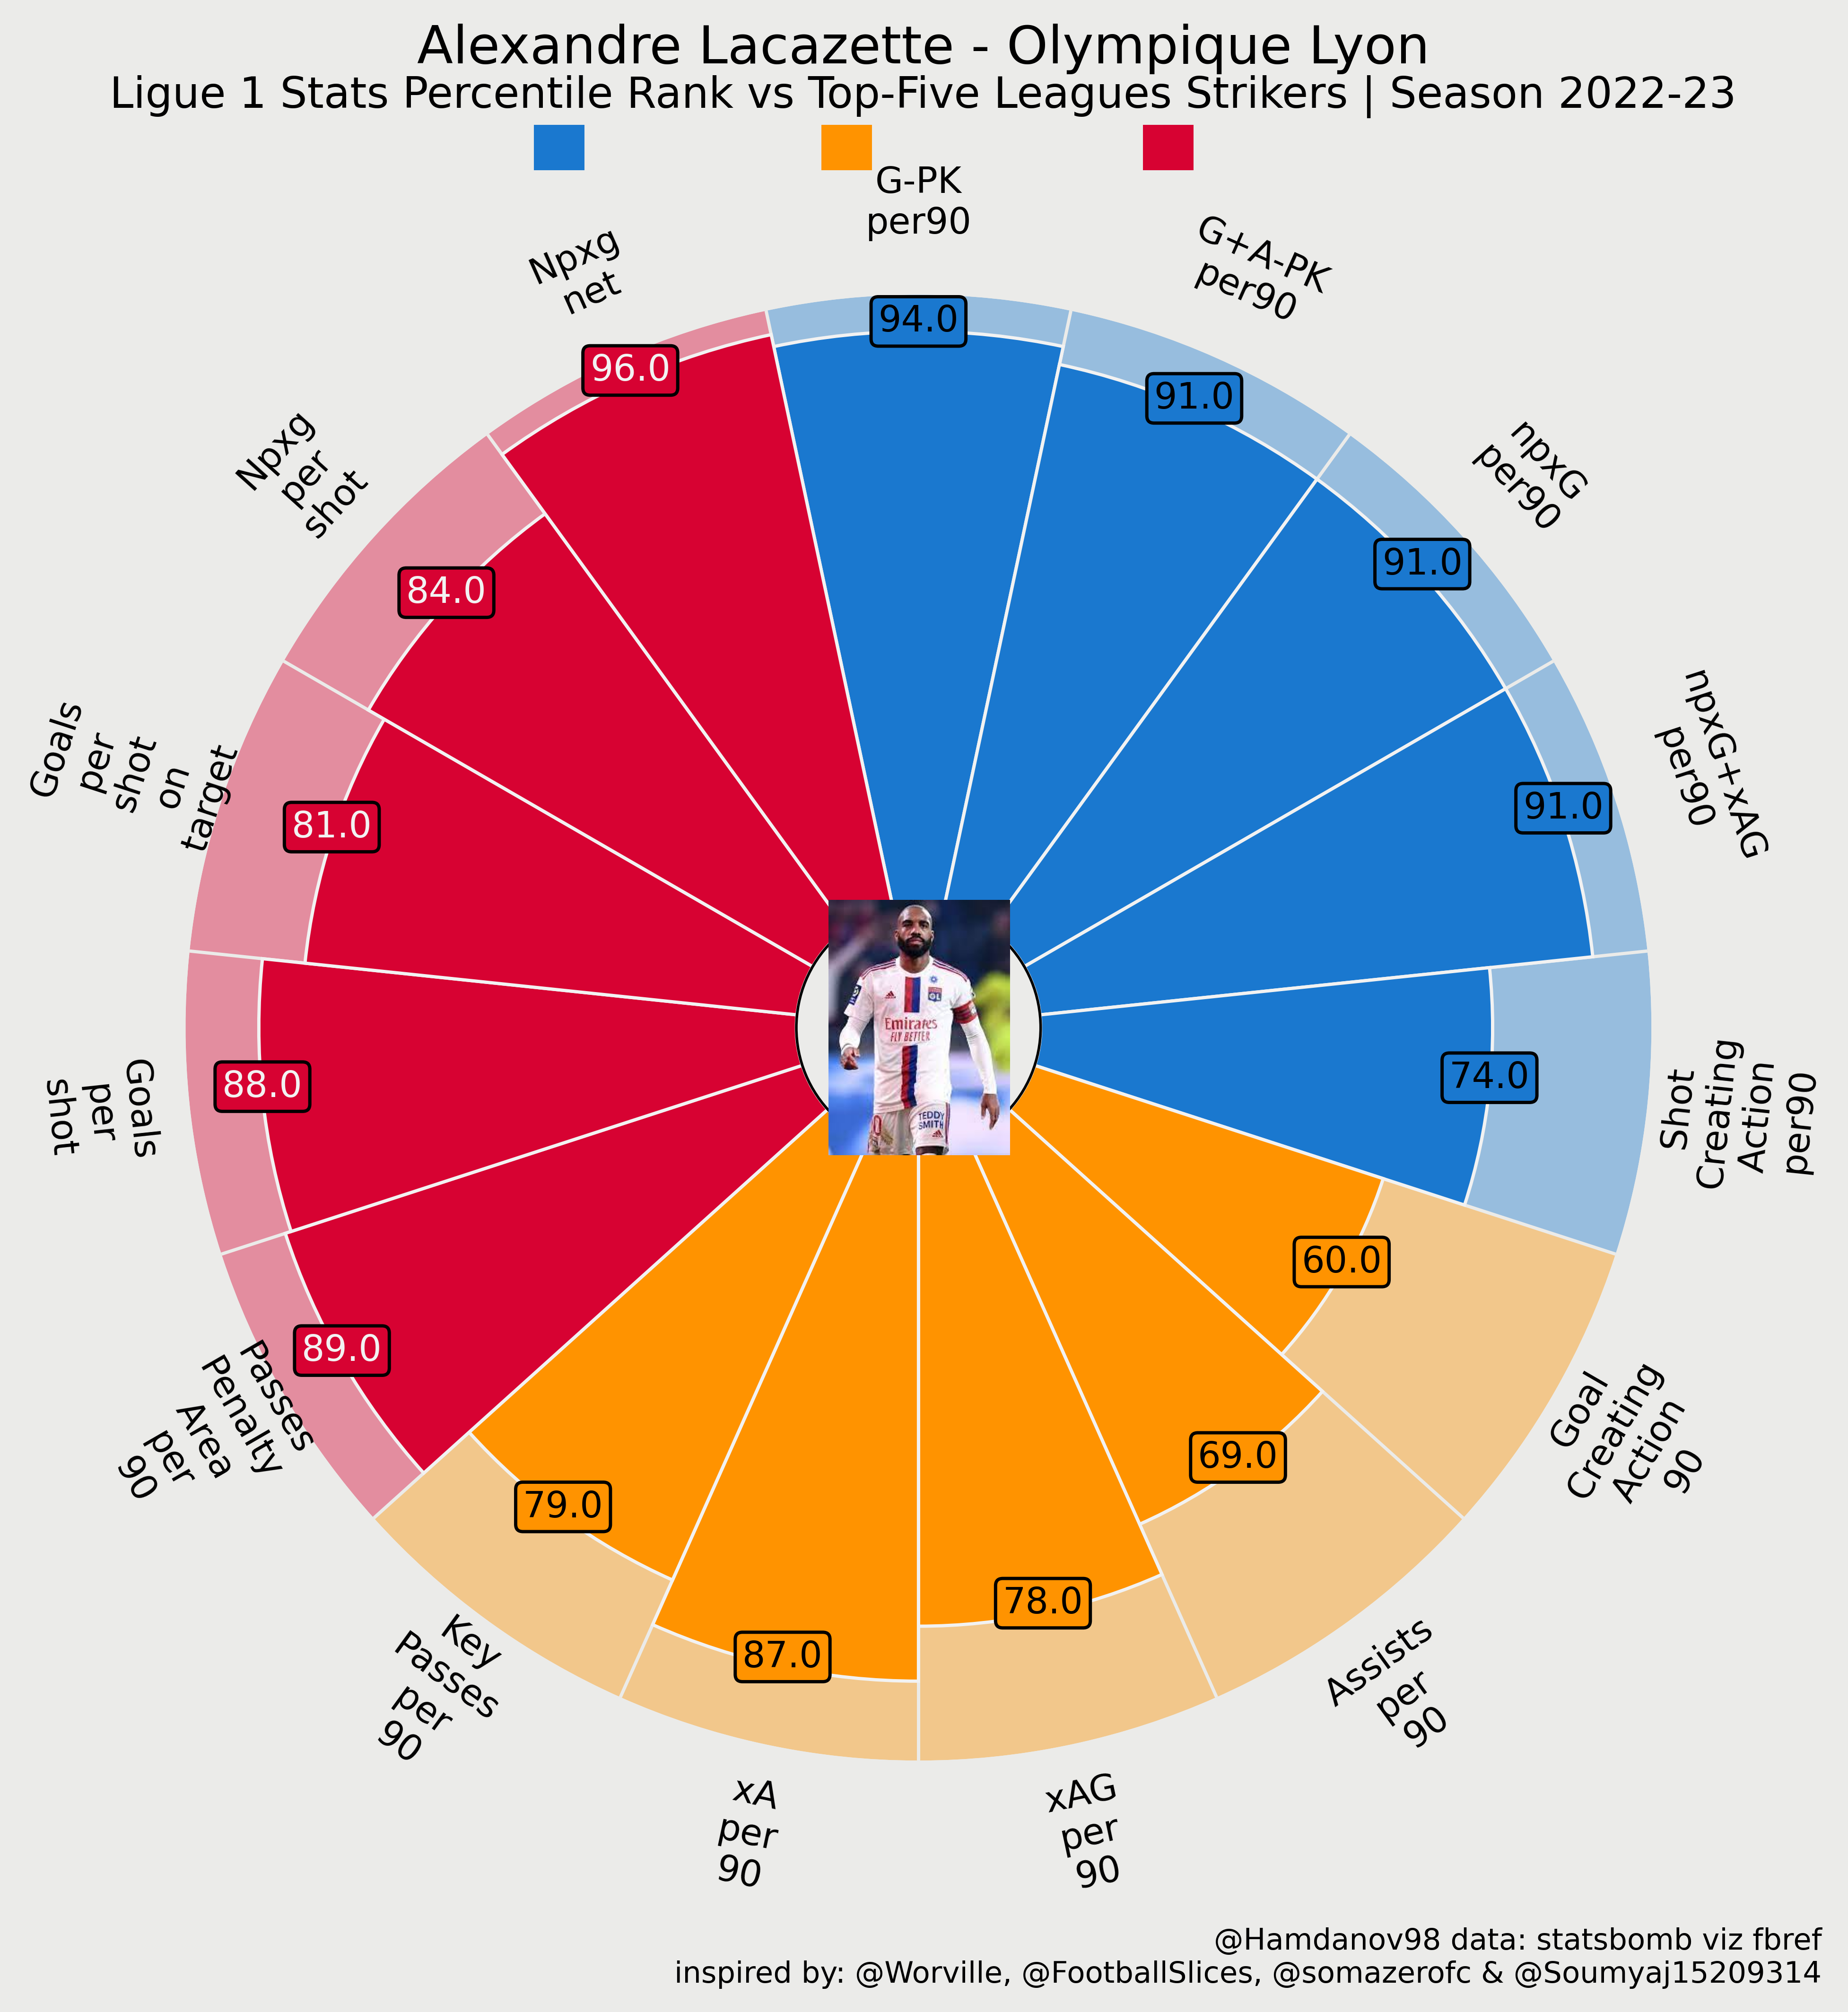 Alexandre Lacazette - Olympique Lyon
Ligue 1 Stats Percentile Rank vs Top-Five Leagues Strikers | Season 2022-23
G-PK
per90
94.0
G+A-PK
per90
91.0
npxG
per90
91.0
npxG+xAG
per90
91.0
Shot
Creating
Action
per90
74.0
Goal
Creating
Action
90
60.0
Assists
per
90
69.0
xAG
per
90
78.0
xA
per
90
87.0
Key
Passes
per
90
79.0
Passes
Penalty
Area
per
90
89.0
Goals
per
shot
88.0
Goals
per
shot
on
target
81.0
Npxg
per
shot
84.0
Npxg
net
96.0
OL
Emirates
FLY BETTER
TEDDY
SMITH
@Hamdanov98 data: statsbomb viz fbref
inspired by: @Worville, @FootballSlices, @somazerofc & @Soumyaj15209314